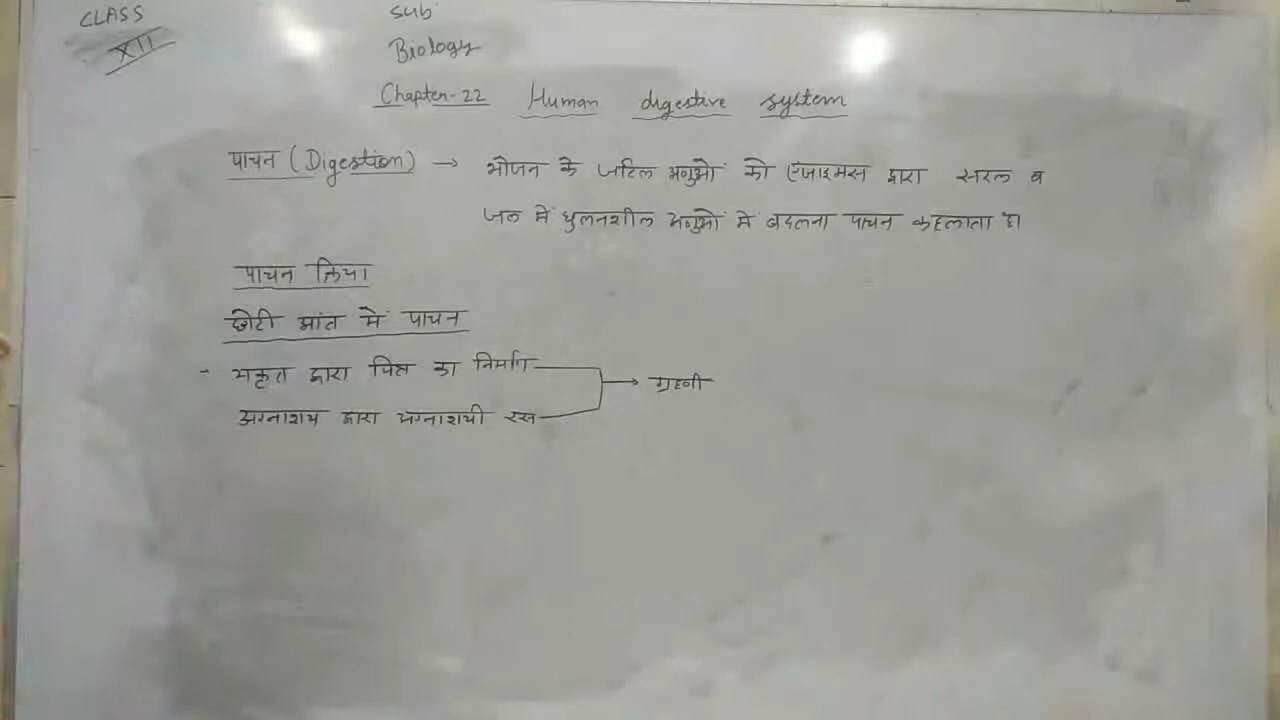 CLASS
XII
Sub
Biology
Chapter-22 Human digestive system
पाचन (Digestion) → भोजन के जटिल अणुओं को एंजाइमस द्वारा सरल व
जल में घुलनशील अणुओं में बदलना पाचन कहलाता है।
पाचन क्रिया
छोटी आंत में पाचन
- यकृत द्वारा पित्त का निर्माण → ग्रहणी
अग्नाशय द्वारा अग्नाशयी रस